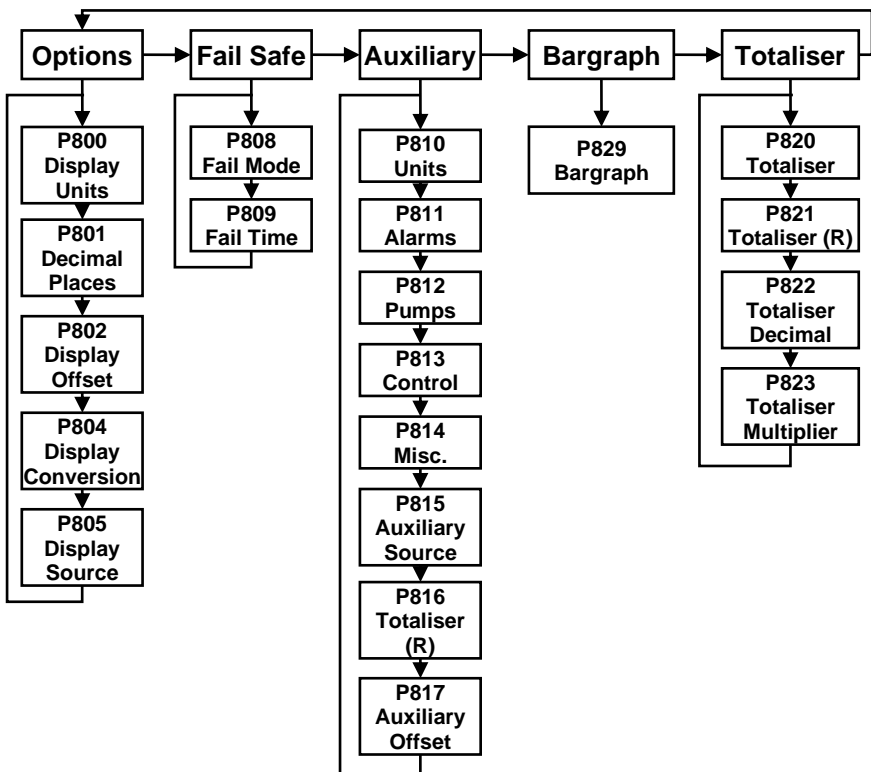 Options
Fail Safe
Auxiliary
Bargraph
Totaliser
P800
Display
Units
P801
Decimal
Places
P802
Display
Offset
P804
Display
Conversion
P805
Display
Source
P808
Fail Mode
P809
Fail Time
P810
Units
P811
Alarms
P812
Pumps
P813
Control
P814
Misc.
P815
Auxiliary
Source
P816
Totaliser
(R)
P817
Auxiliary
Offset
P829
Bargraph
P820
Totaliser
P821
Totaliser (R)
P822
Totaliser
Decimal
P823
Totaliser
Multiplier